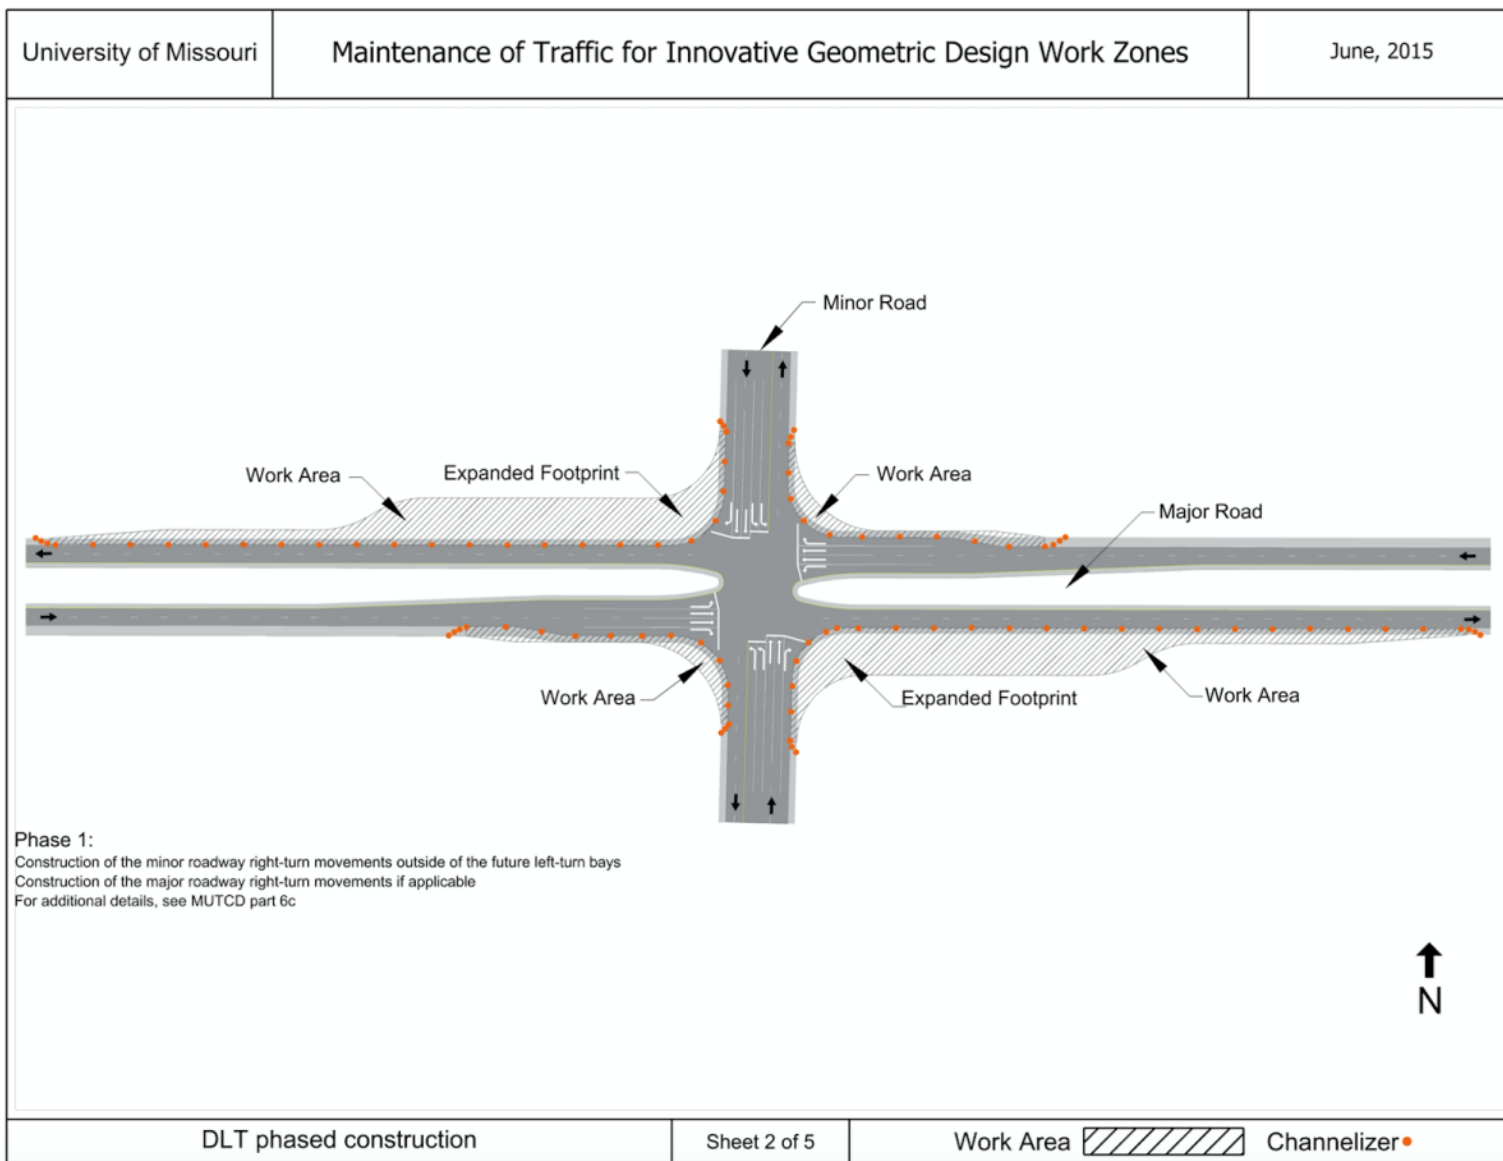 University of Missouri
Maintenance of Traffic for Innovative Geometric Design Work Zones
June, 2015
Minor Road
Work Area
Expanded Footprint
Work Area
Major Road
Work Area
Expanded Footprint
Work Area
Phase 1:
Construction of the minor roadway right-turn movements outside of the future left-turn bays
Construction of the major roadway right-turn movements if applicable
For additional details, see MUTCD part 6c
N
DLT phased construction
Sheet 2 of 5
Work Area
Channelizer